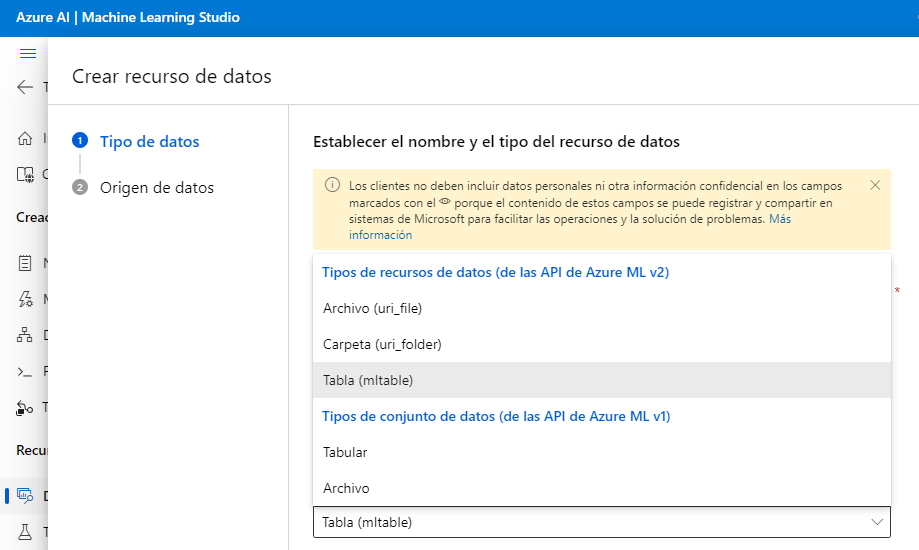 Azure AI | Machine Learning Studio
Crear recurso de datos
1 Tipo de datos
2 Origen de datos
Establecer el nombre y el tipo del recurso de datos
Los clientes no deben incluir datos personales ni otra información confidencial en los campos
marcados con el porque el contenido de estos campos se puede registrar y compartir en
sistemas de Microsoft para facilitar las operaciones y la solución de problemas. Más
información
Tipos de recursos de datos (de las API de Azure ML v2)
*
Archivo (uri_file)
Carpeta (uri_folder)
Tabla (mltable)
Tipos de conjunto de datos (de las API de Azure ML v1)
Tabular
Archivo
Tabla (mltable)